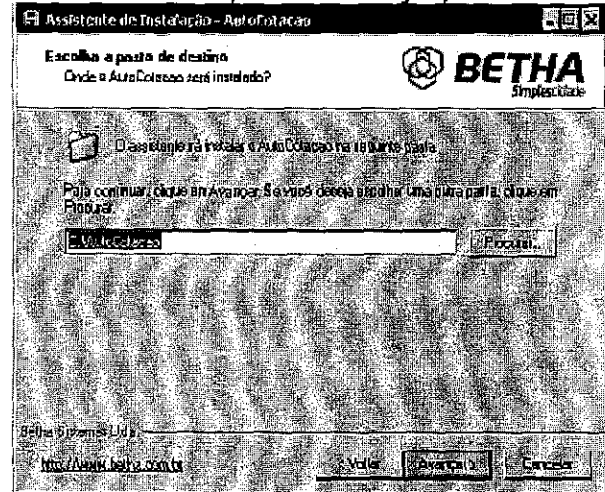 Assistente de Instalação - AutoCotacao
Escolha a pasta de destino
Onde o AutoCotacao será instalado?
BETHA
Simplescidade
O assistente irá instalar o AutoCotacao na seguinte pasta.
Para continuar, clique em Avançar. Se você deseja escolher uma outra pasta, clique em
Procurar.
C:\AutoCotacao
Procurar...
Betha Sistemas Ltda.
http://www.betha.com.br
Voltar
Avançar
Cancelar